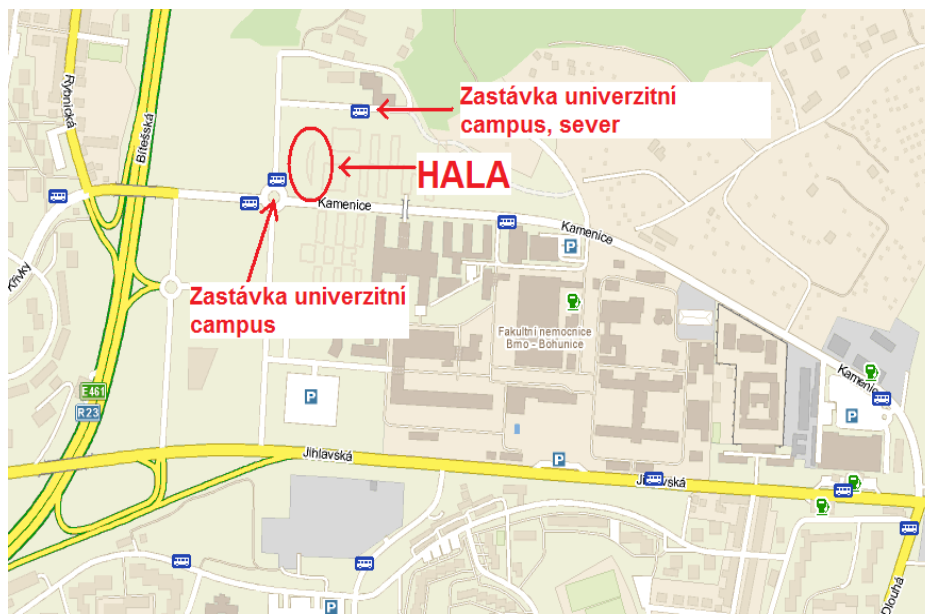 Rybnická
Bítešská
Zastávka univerzitní
campus, sever
HALA
Kamenice
Kamenice
Křivky
Zastávka univerzitní
campus
P
Fakultní nemocnice
Brno - Bohunice
E461
R23
P
Kamenice
P
Jihlavská
P
Jihlavská
P
Dlouhá